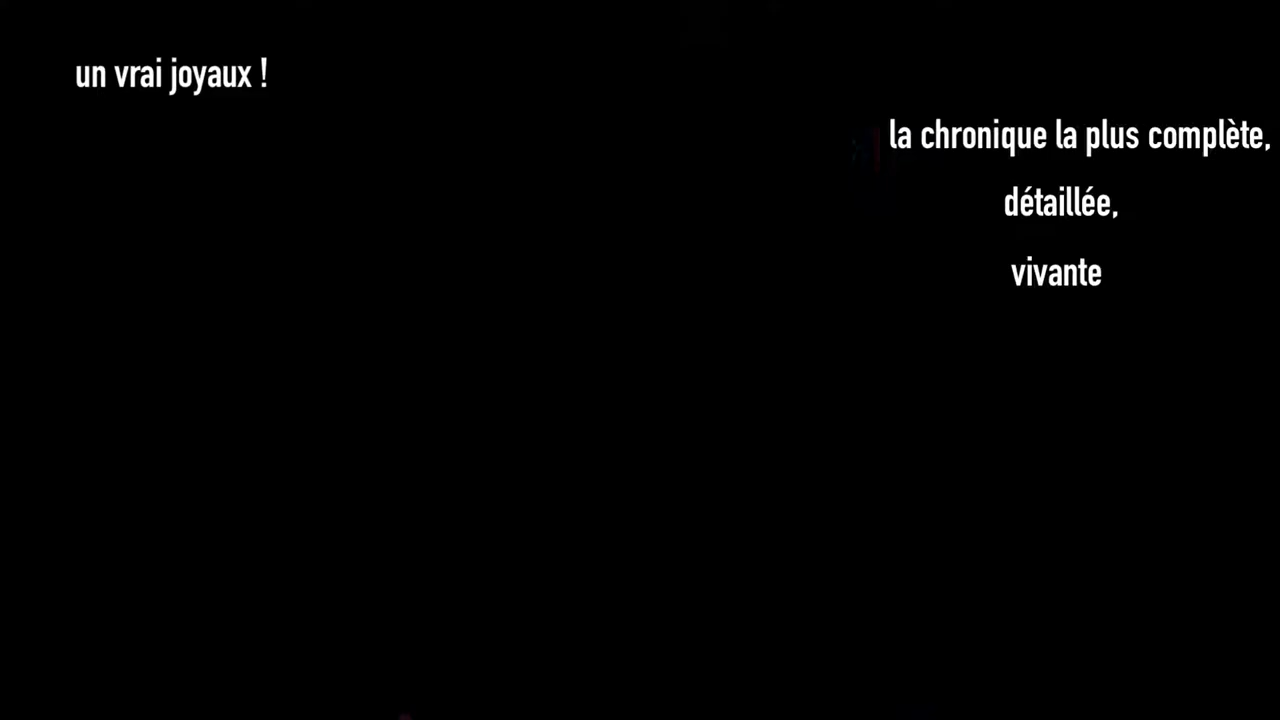 un vrai joyaux !
la chronique la plus complète,
détaillée,
vivante